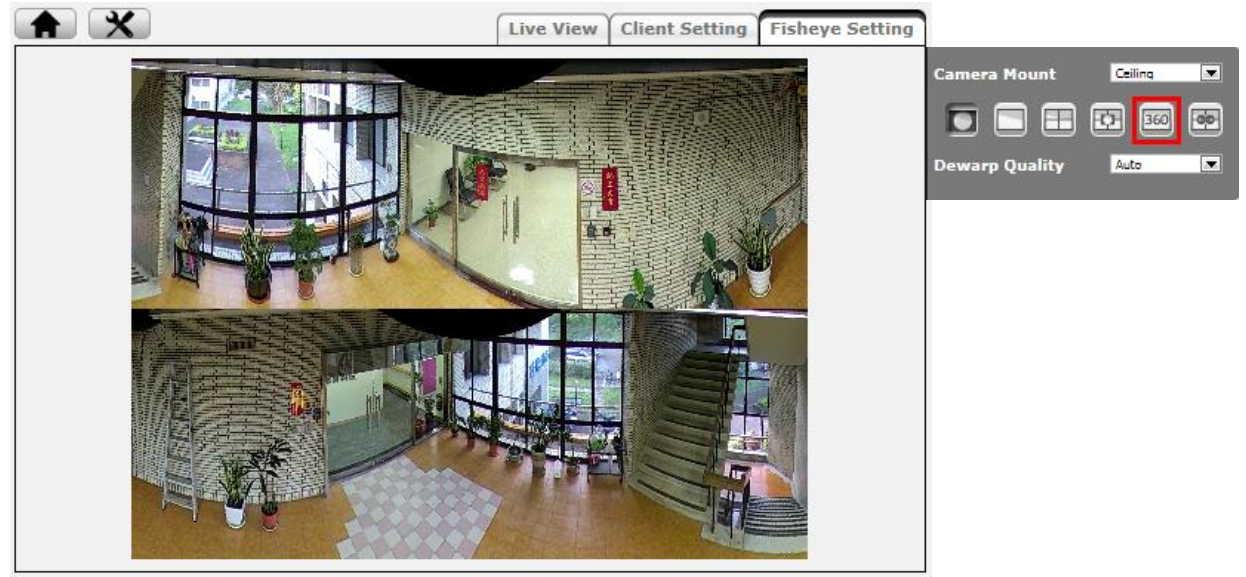 Live View
Client Setting
Fisheye Setting
Camera Mount
Ceiling
360
Dewarp Quality
Auto